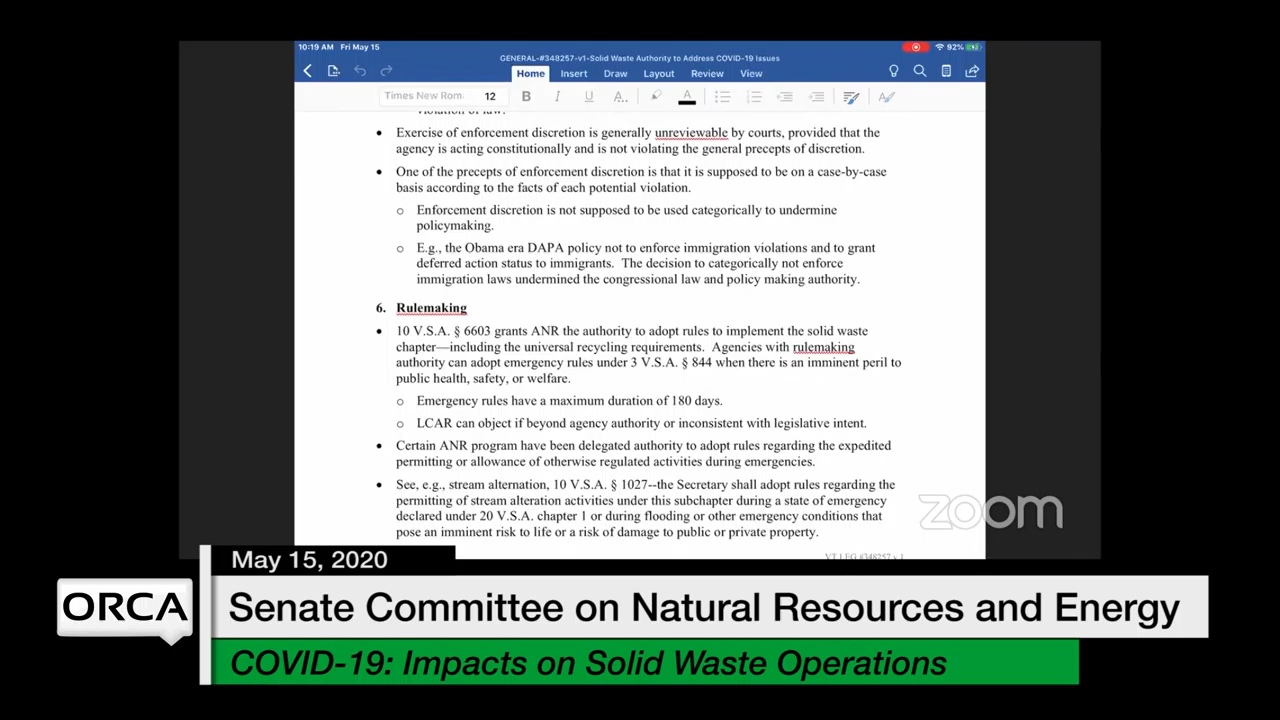 10:19 AM Fri May 15
92%
GENERAL-#348257-v1-Solid Waste Authority to Address COVID-19 Issues
Home Insert Draw Layout Review View
Times New Rom 12 B I U A... A
violation of law.
• Exercise of enforcement discretion is generally unreviewable by courts, provided that the
agency is acting constitutionally and is not violating the general precepts of discretion.
• One of the precepts of enforcement discretion is that it is supposed to be on a case-by-case
basis according to the facts of each potential violation.
o Enforcement discretion is not supposed to be used categorically to undermine
policymaking.
o E.g., the Obama era DAPA policy not to enforce immigration violations and to grant
deferred action status to immigrants. The decision to categorically not enforce
immigration laws undermined the congressional law and policy making authority.
6. Rulemaking
• 10 V.S.A. § 6603 grants ANR the authority to adopt rules to implement the solid waste
chapter—including the universal recycling requirements. Agencies with rulemaking
authority can adopt emergency rules under 3 V.S.A. § 844 when there is an imminent peril to
public health, safety, or welfare.
o Emergency rules have a maximum duration of 180 days.
o LCAR can object if beyond agency authority or inconsistent with legislative intent.
• Certain ANR program have been delegated authority to adopt rules regarding the expedited
permitting or allowance of otherwise regulated activities during emergencies.
• See, e.g., stream alternation, 10 V.S.A. § 1027--the Secretary shall adopt rules regarding the
permitting of stream alteration activities under this subchapter during a state of emergency
declared under 20 V.S.A. chapter 1 or during flooding or other emergency conditions that
pose an imminent risk to life or a risk of damage to public or private property.
VT LEG #348257 v.1
zoom
May 15, 2020
ORCA
Senate Committee on Natural Resources and Energy
COVID-19: Impacts on Solid Waste Operations